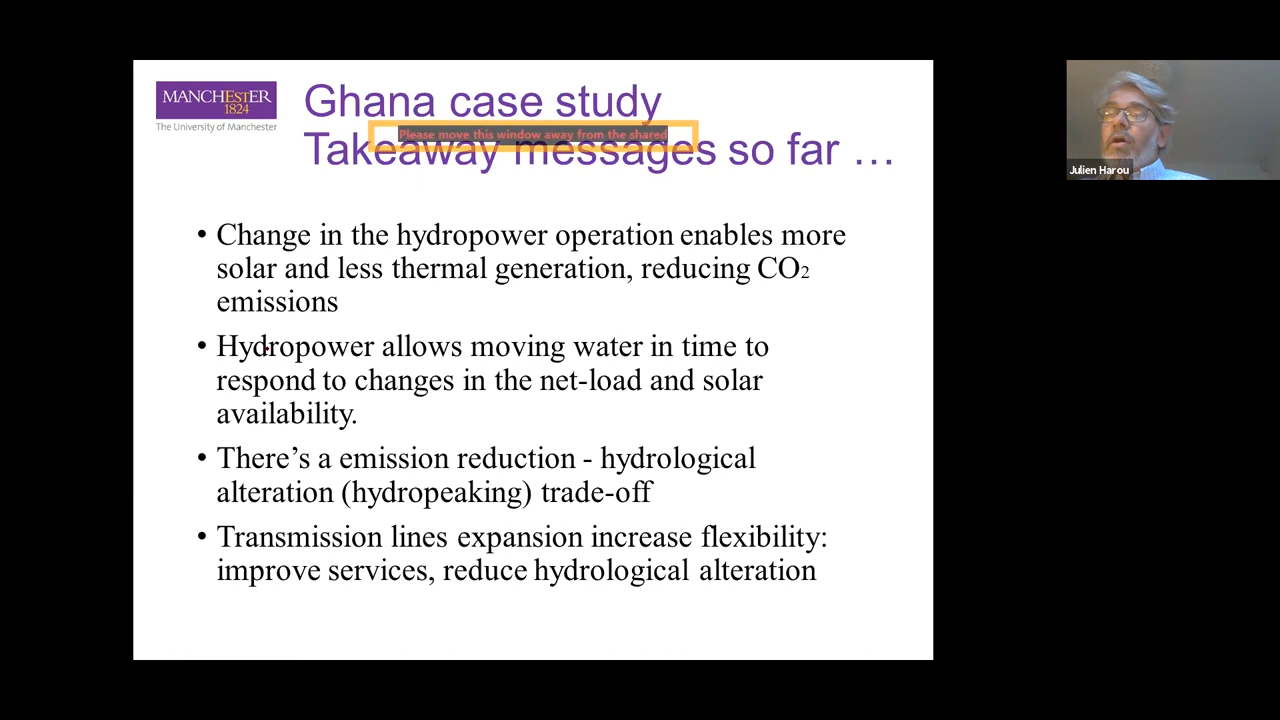 MANCHESTER
1824
The University of Manchester
Ghana case study
Please move this window away from the shared
Takeaway messages so far …
• Change in the hydropower operation enables more
solar and less thermal generation, reducing CO₂
emissions
• Hydropower allows moving water in time to
respond to changes in the net-load and solar
availability.
• There’s a emission reduction - hydrological
alteration (hydropeaking) trade-off
• Transmission lines expansion increase flexibility:
improve services, reduce hydrological alteration
Julien Harou